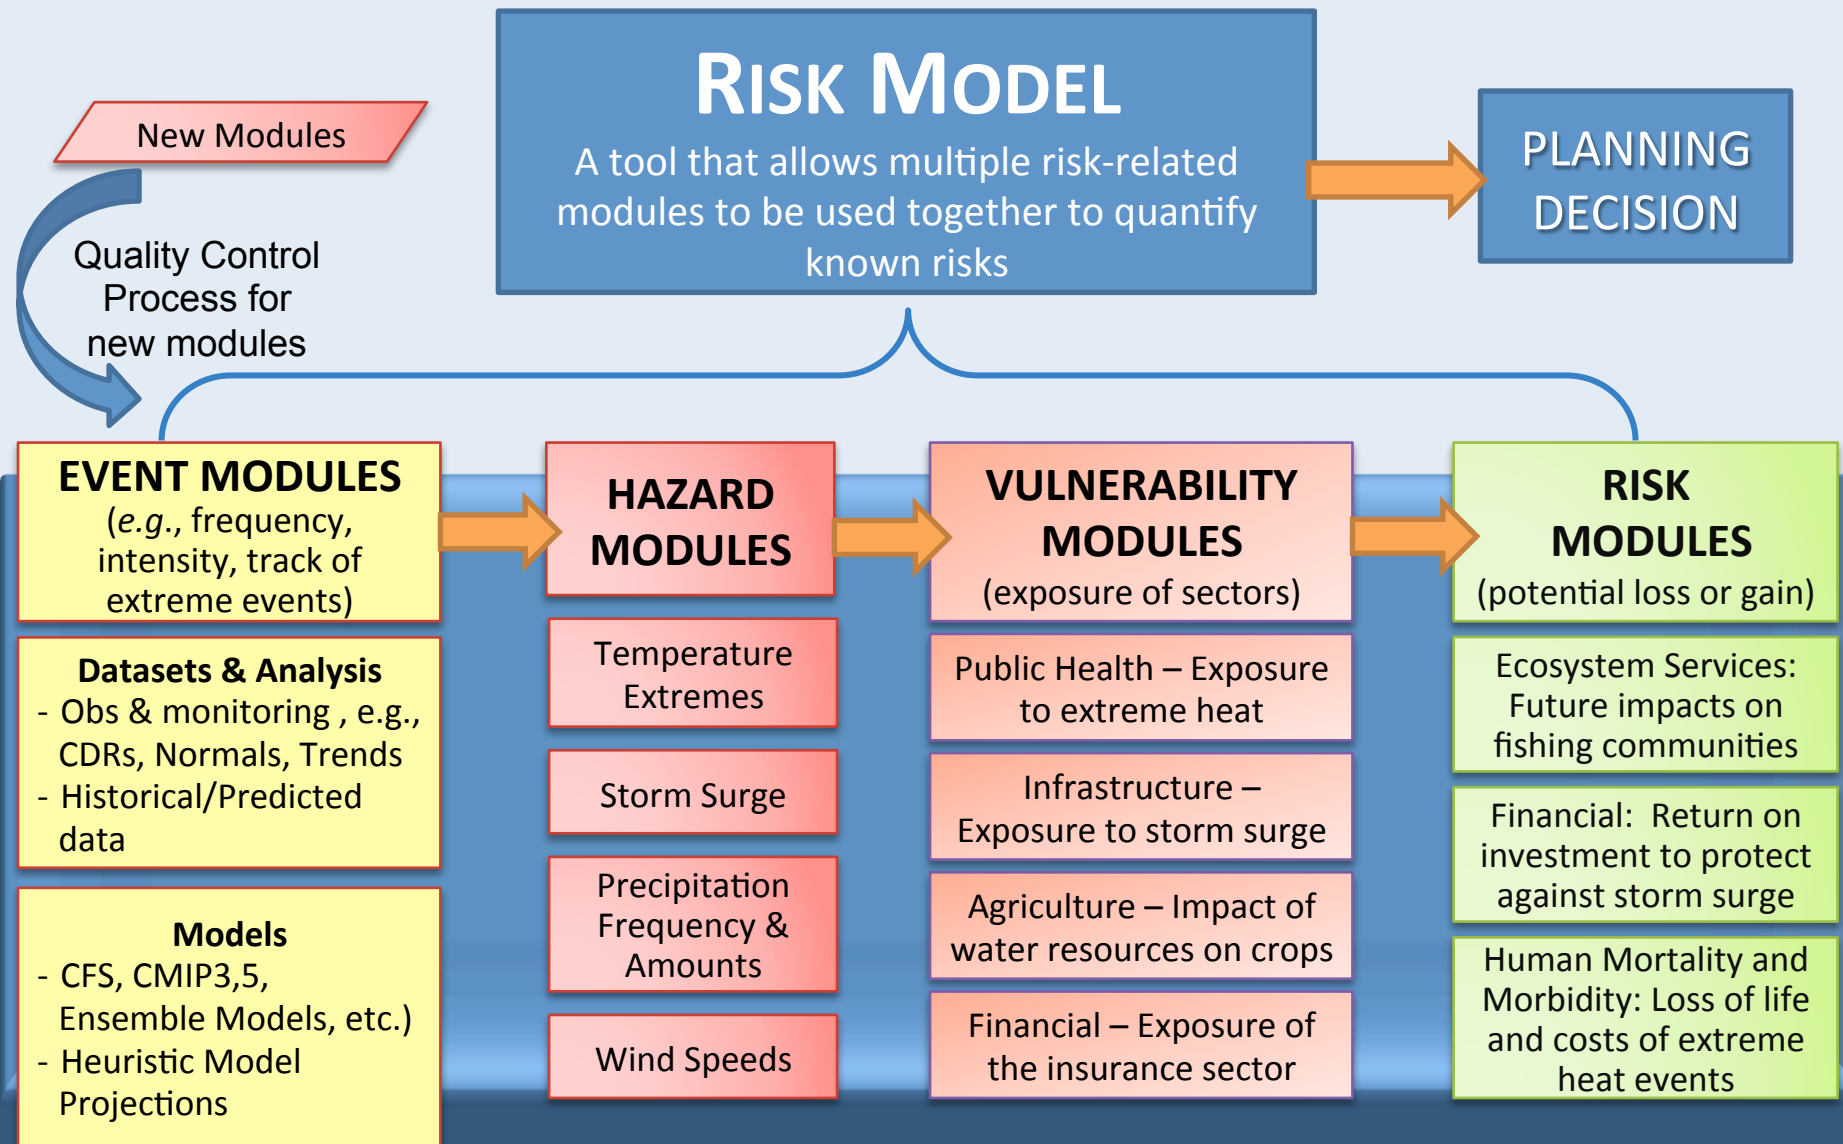 RISK MODEL
A tool that allows multiple risk-related
modules to be used together to quantify
known risks
PLANNING
DECISION
New Modules
Quality Control
Process for
new modules
EVENT MODULES
(e.g., frequency,
intensity, track of
extreme events)
Datasets & Analysis
- Obs & monitoring , e.g.,
CDRs, Normals, Trends
- Historical/Predicted
data
Models
- CFS, CMIP3,5,
Ensemble Models, etc.)
- Heuristic Model
Projections
HAZARD
MODULES
Temperature
Extremes
Storm Surge
Precipitation
Frequency &
Amounts
Wind Speeds
VULNERABILITY
MODULES
(exposure of sectors)
Public Health – Exposure
to extreme heat
Infrastructure –
Exposure to storm surge
Agriculture – Impact of
water resources on crops
Financial – Exposure of
the insurance sector
RISK
MODULES
(potential loss or gain)
Ecosystem Services:
Future impacts on
fishing communities
Financial:  Return on
investment to protect
against storm surge
Human Mortality and
Morbidity: Loss of life
and costs of extreme
heat events